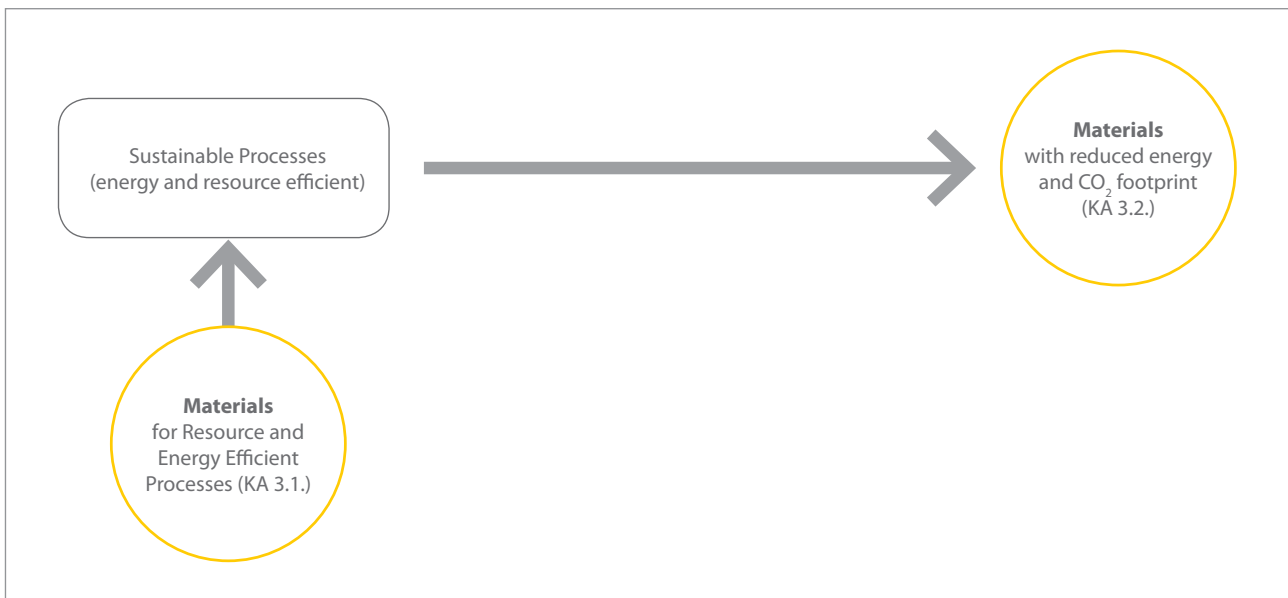 Sustainable Processes
(energy and resource efficient)
Materials
with reduced energy
and CO₂ footprint
(KA 3.2.)
Materials
for Resource and
Energy Efficient
Processes (KA 3.1.)